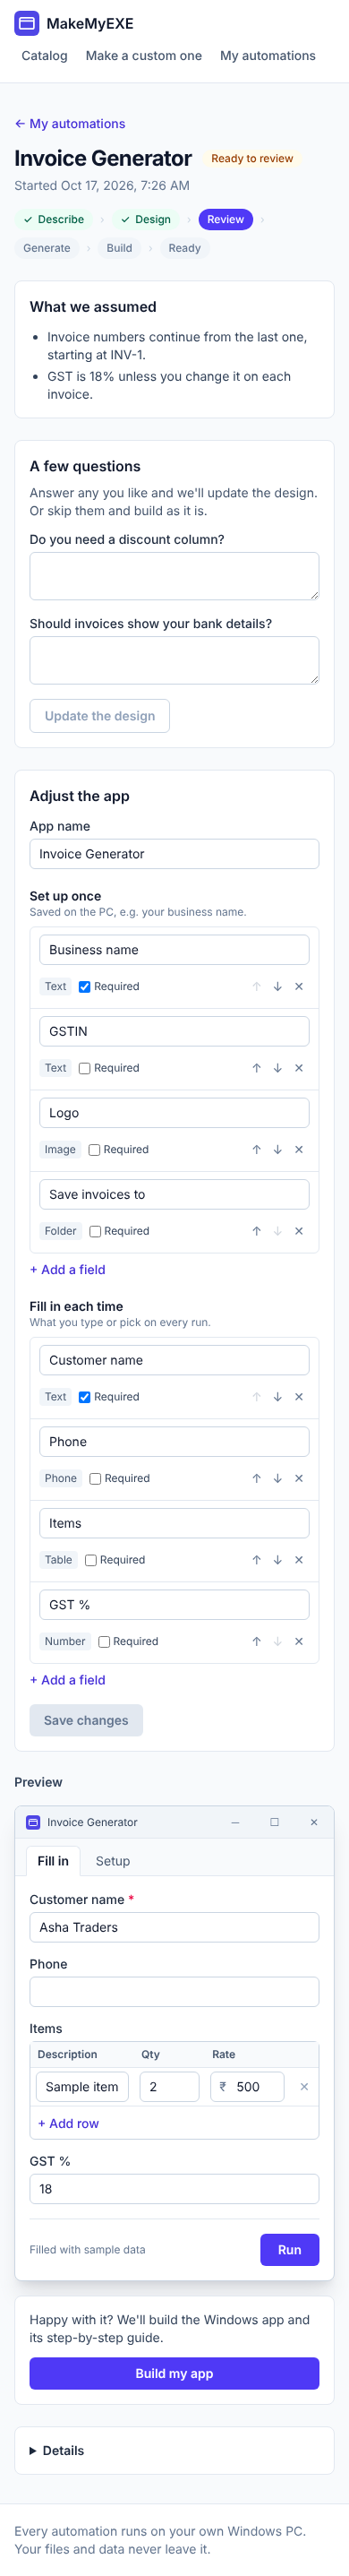 MakeMyEXE
Catalog Make a custom one My automations
← My automations
Invoice Generator Ready to review
Started Oct 17, 2026, 7:26 AM
✓ Describe › ✓ Design › Review ›
Generate › Build › Ready
What we assumed
• Invoice numbers continue from the last one,
starting at INV-1.
• GST is 18% unless you change it on each
invoice.
A few questions
Answer any you like and we'll update the design.
Or skip them and build as it is.
Do you need a discount column?
Should invoices show your bank details?
Update the design
Adjust the app
App name
Invoice Generator
Set up once
Saved on the PC, e.g. your business name.
Business name
Text Required ↑ ↓ ✕
GSTIN
Text Required ↑ ↓ ✕
Logo
Image Required ↑ ↓ ✕
Save invoices to
Folder Required ↑ ↓ ✕
+ Add a field
Fill in each time
What you type or pick on every run.
Customer name
Text Required ↑ ↓ ✕
Phone
Phone Required ↑ ↓ ✕
Items
Table Required ↑ ↓ ✕
GST %
Number Required ↑ ↓ ✕
+ Add a field
Save changes
Preview
Invoice Generator
Fill in Setup
Customer name *
Asha Traders
Phone
Items
Description Qty Rate
Sample item 2 ₹ 500 ✕
+ Add row
GST %
18
Filled with sample data Run
Happy with it? We'll build the Windows app and
its step-by-step guide.
Build my app
▶ Details
Every automation runs on your own Windows PC.
Your files and data never leave it.